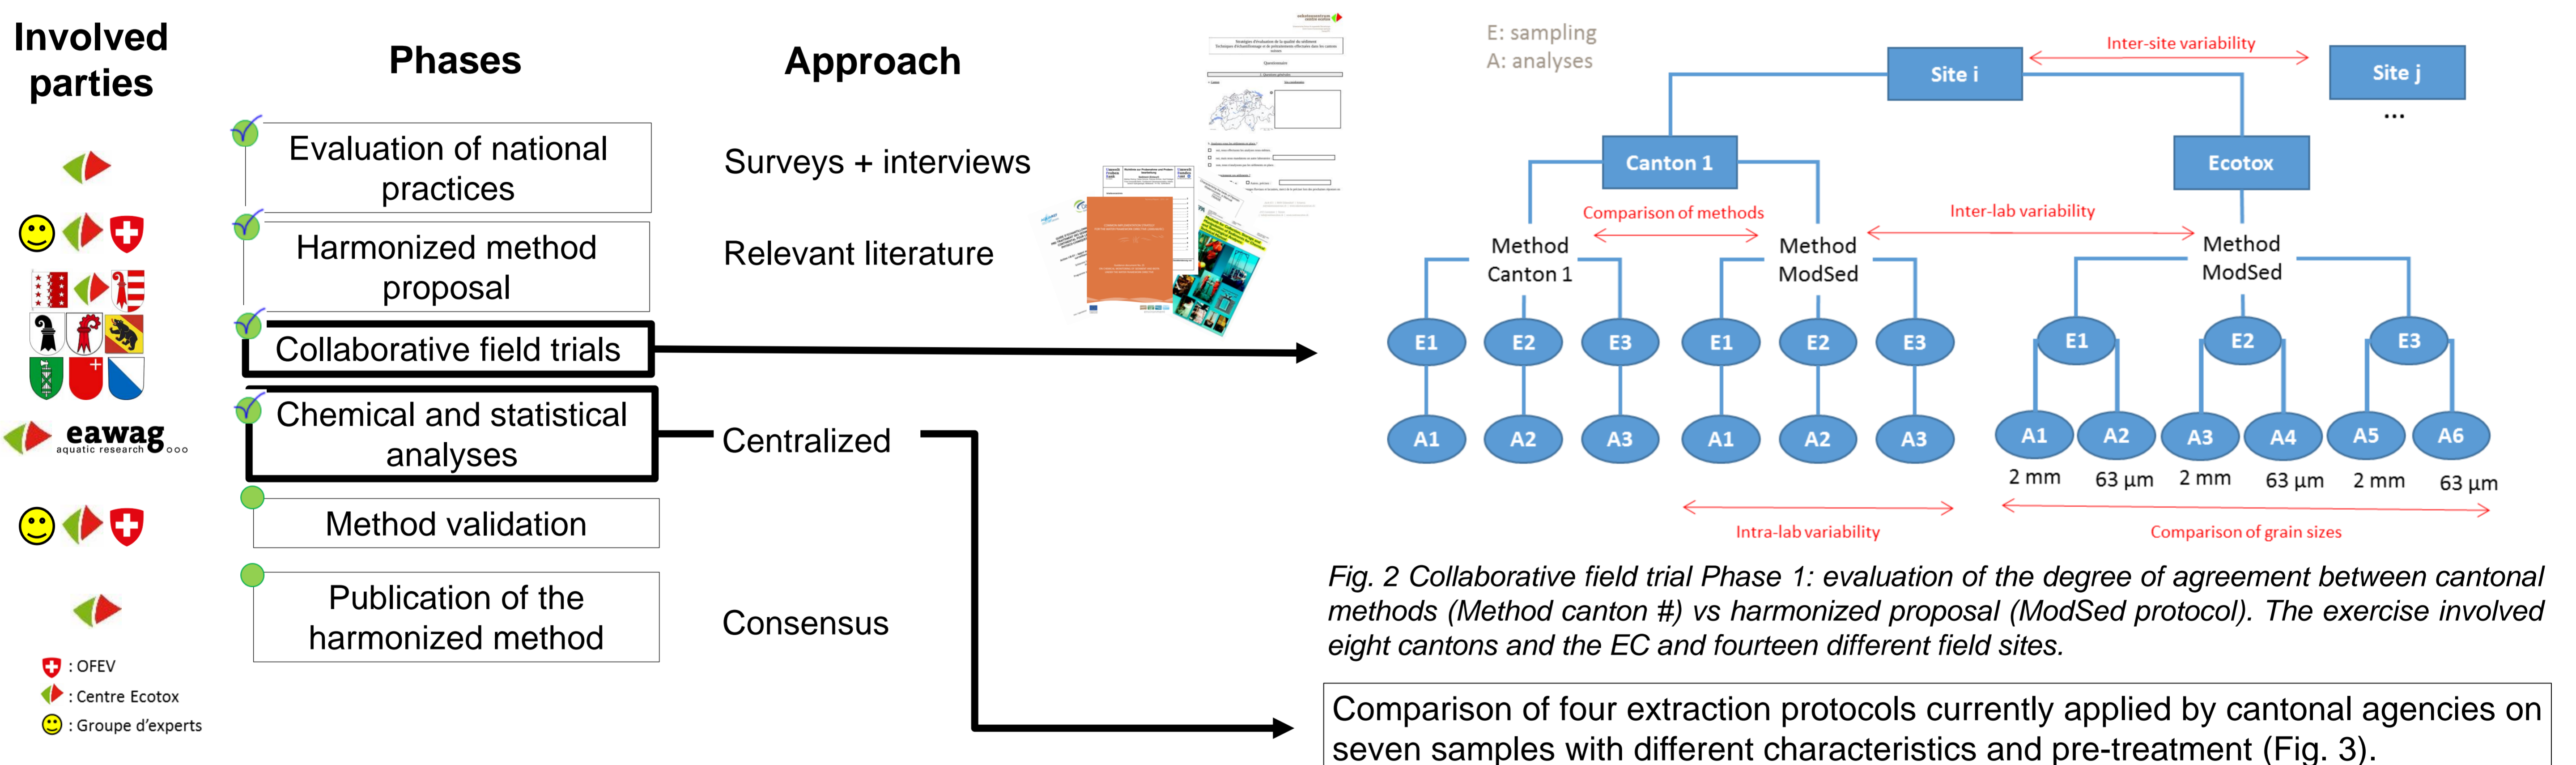 Involved
parties
Phases
Approach
Evaluation of national
practices
Surveys + interviews
Harmonized method
proposal
Relevant literature
Collaborative field trials
Chemical and statistical
analyses
Centralized
eawag
aquatic research
Method validation
Publication of the
harmonized method
Consensus
: OFEV
: Centre Ecotox
: Groupe d'experts
Questionnaire
E: sampling
A: analyses
Site i
Inter-site variability
Site j
...
Canton 1
Ecotox
Comparison of methods
Inter-lab variability
Method
Canton 1
Method
ModSed
Method
ModSed
E1 E2 E3 E1 E2 E3 E1 E2 E3
A1 A2 A3 A1 A2 A3 A1 A2 A3 A4 A5 A6
2 mm 63 µm 2 mm 63 µm 2 mm 63 µm
Intra-lab variability
Comparison of grain sizes
Fig. 2 Collaborative field trial Phase 1: evaluation of the degree of agreement between cantonal
methods (Method canton #) vs harmonized proposal (ModSed protocol). The exercise involved
eight cantons and the EC and fourteen different field sites.
Comparison of four extraction protocols currently applied by cantonal agencies on
seven samples with different characteristics and pre-treatment (Fig. 3).